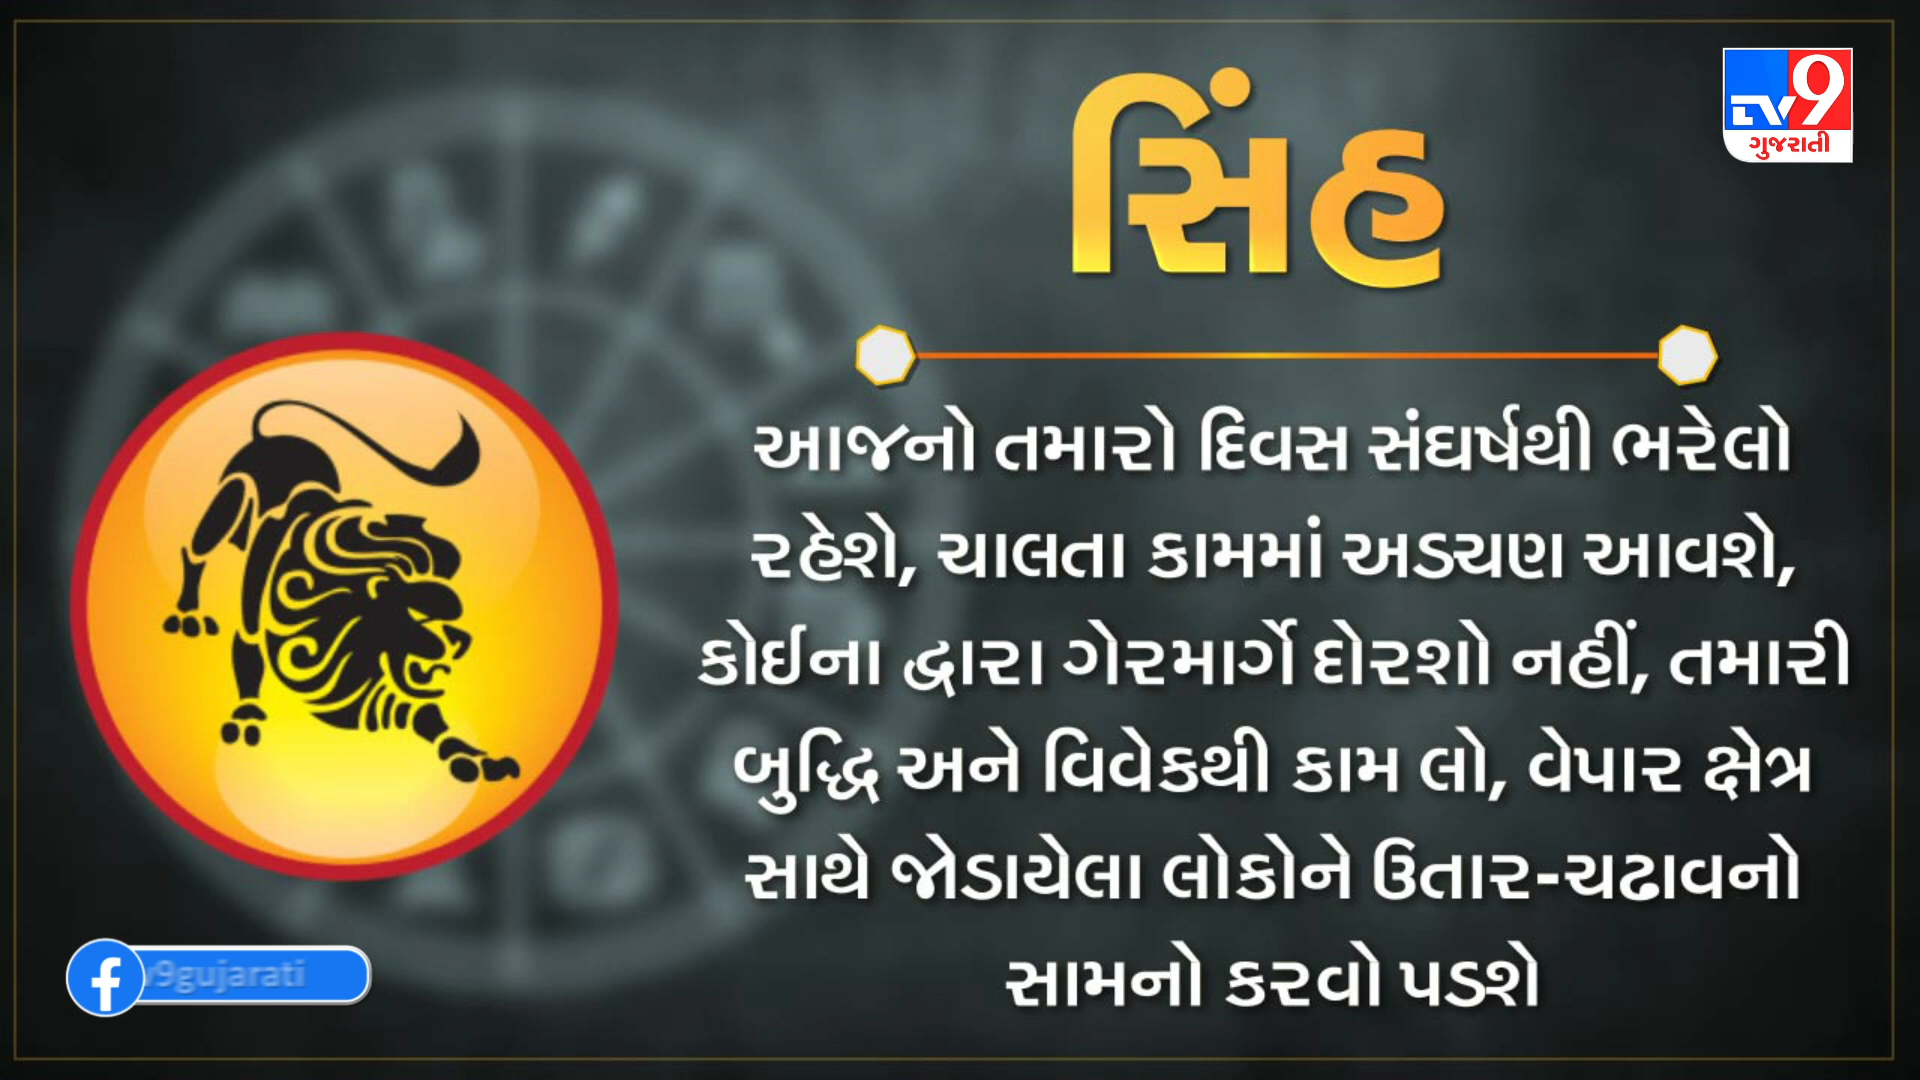 TV9
ગુજરાતી
સિંહ
આજનો તમારો દિવસ સંઘર્ષથી ભરેલો
રહેશે, ચાલતા કામમાં અડચણ આવશે,
કોઈના દ્વારા ગેરમાર્ગે દોરશો નહીં, તમારી
બુદ્ધિ અને વિવેકથી કામ લો, વેપાર ક્ષેત્ર
સાથે જોડાયેલા લોકોને ઉતાર-ચઢાવનો
સામનો કરવો પડશે
v9gujarati